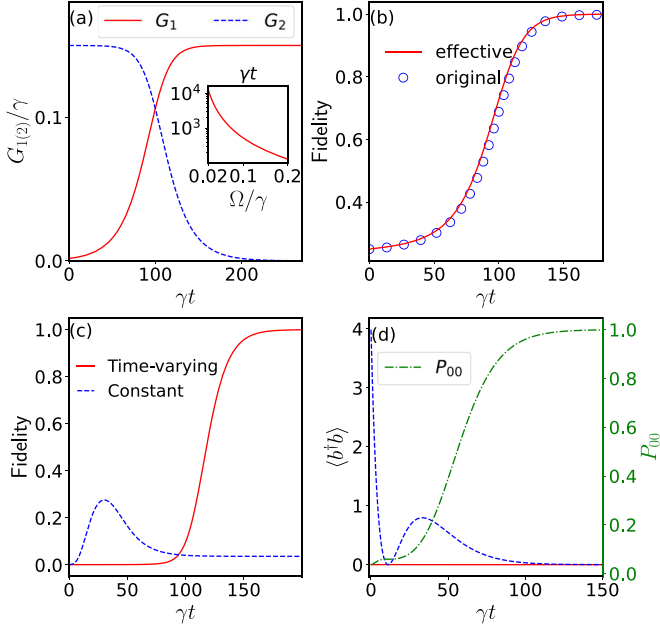 (a)
G₁
G₂
G₁₍₂₎/γ
0.1
0.0
0
100
200
γt
γt
10⁴
10³
0.02
0.1
0.2
Ω/γ
(b)
effective
original
Fidelity
1.0
0.8
0.6
0.4
0
50
100
150
γt
(c)
Time-varying
Constant
Fidelity
1.0
0.8
0.6
0.4
0.2
0.0
0
50
100
150
γt
(d)
P₀₀
⟨b†b⟩
4
3
2
1
0
0
50
100
150
γt
1.0
0.8
0.6
0.4
0.2
0.0
P₀₀